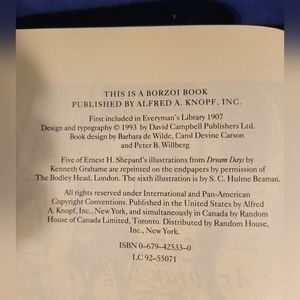 THIS IS A BORZOI BOOK
PUBLISHED BY ALFRED A. KNOPF, INC.
First included in Everyman's Library 1907
Design and typography © 1993 by David Campbell Publishers Ltd.
Book design by Barbara de Wilde, Carol Devine Carson
and Peter B. Willberg
Five of Ernest H. Shepard's illustrations from Dream Days by
Kenneth Grahame are reprinted on the endpapers by permission of
The Bodley Head, London. The sixth illustration is by S. C. Hulme Beaman.
All rights reserved under International and Pan-American
Copyright Conventions. Published in the United States by Alfred
A. Knopf, Inc., New York, and simultaneously in Canada by Random
House of Canada Limited, Toronto. Distributed by Random House,
Inc., New York.
ISBN 0-679-42533-0
LC 92-55071